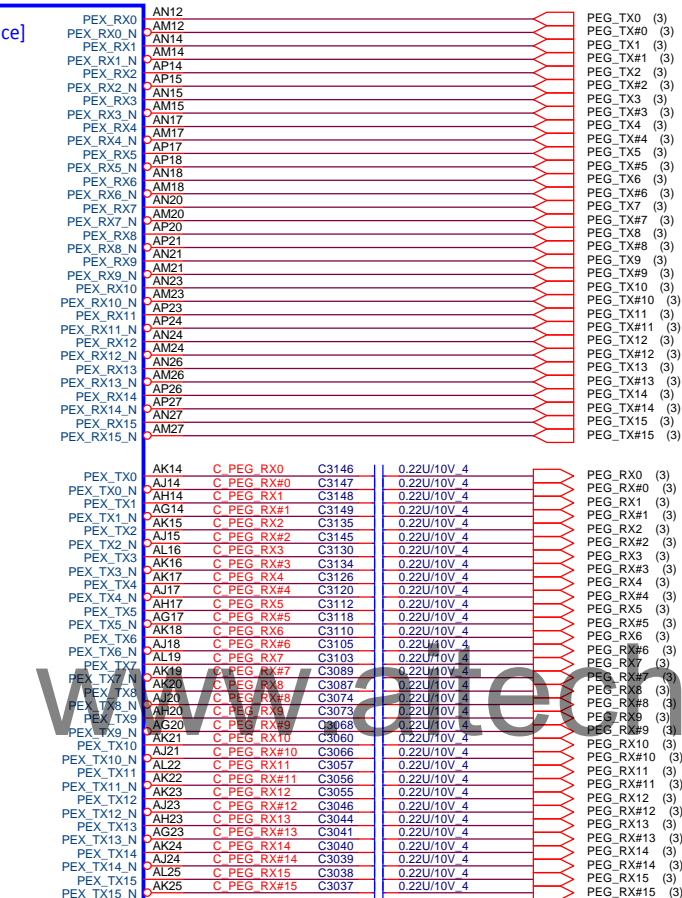 ce]
PEX_RX0 AN12 PEG_TX0 (3)
PEX_RX0_N AM12 PEG_TX#0 (3)
PEX_RX1 AN14 PEG_TX1 (3)
PEX_RX1_N AM14 PEG_TX#1 (3)
PEX_RX2 AP14 PEG_TX2 (3)
PEX_RX2_N AP15 PEG_TX#2 (3)
PEX_RX3 AN15 PEG_TX3 (3)
PEX_RX3_N AM15 PEG_TX#3 (3)
PEX_RX4 AN17 PEG_TX4 (3)
PEX_RX4_N AM17 PEG_TX#4 (3)
PEX_RX5 AP17 PEG_TX5 (3)
PEX_RX5_N AP18 PEG_TX#5 (3)
PEX_RX6 AN18 PEG_TX6 (3)
PEX_RX6_N AM18 PEG_TX#6 (3)
PEX_RX7 AN20 PEG_TX7 (3)
PEX_RX7_N AM20 PEG_TX#7 (3)
PEX_RX8 AP20 PEG_TX8 (3)
PEX_RX8_N AP21 PEG_TX#8 (3)
PEX_RX9 AN21 PEG_TX9 (3)
PEX_RX9_N AM21 PEG_TX#9 (3)
PEX_RX10 AN23 PEG_TX10 (3)
PEX_RX10_N AM23 PEG_TX#10 (3)
PEX_RX11 AP23 PEG_TX11 (3)
PEX_RX11_N AP24 PEG_TX#11 (3)
PEX_RX12 AN24 PEG_TX12 (3)
PEX_RX12_N AM24 PEG_TX#12 (3)
PEX_RX13 AN26 PEG_TX13 (3)
PEX_RX13_N AM26 PEG_TX#13 (3)
PEX_RX14 AP26 PEG_TX14 (3)
PEX_RX14_N AP27 PEG_TX#14 (3)
PEX_RX15 AN27 PEG_TX15 (3)
PEX_RX15_N AM27 PEG_TX#15 (3)
PEX_TX0 AK14 C_PEG_RX0 C3146 0.22U/10V_4 PEG_RX0 (3)
PEX_TX0_N AJ14 C_PEG_RX#0 C3147 0.22U/10V_4 PEG_RX#0 (3)
PEX_TX1 AH14 C_PEG_RX1 C3148 0.22U/10V_4 PEG_RX1 (3)
PEX_TX1_N AG14 C_PEG_RX#1 C3149 0.22U/10V_4 PEG_RX#1 (3)
PEX_TX2 AK15 C_PEG_RX2 C3135 0.22U/10V_4 PEG_RX2 (3)
PEX_TX2_N AJ15 C_PEG_RX#2 C3145 0.22U/10V_4 PEG_RX#2 (3)
PEX_TX3 AL16 C_PEG_RX3 C3130 0.22U/10V_4 PEG_RX3 (3)
PEX_TX3_N AK16 C_PEG_RX#3 C3134 0.22U/10V_4 PEG_RX#3 (3)
PEX_TX4 AK17 C_PEG_RX4 C3126 0.22U/10V_4 PEG_RX4 (3)
PEX_TX4_N AJ17 C_PEG_RX#4 C3120 0.22U/10V_4 PEG_RX#4 (3)
PEX_TX5 AH17 C_PEG_RX5 C3112 0.22U/10V_4 PEG_RX5 (3)
PEX_TX5_N AG17 C_PEG_RX#5 C3118 0.22U/10V_4 PEG_RX#5 (3)
PEX_TX6 AK18 C_PEG_RX6 C3110 0.22U/10V_4 PEG_RX6 (3)
PEX_TX6_N AJ18 C_PEG_RX#6 C3105 0.22U/10V_4 PEG_RX#6 (3)
PEX_TX7 AL19 C_PEG_RX7 C3103 0.22U/10V_4 PEG_RX7 (3)
PEX_TX7_N AK19 C_PEG_RX#7 C3089 0.22U/10V_4 PEG_RX#7 (3)
PEX_TX8 AK20 C_PEG_RX8 C3087 0.22U/10V_4 PEG_RX8 (3)
PEX_TX8_N AJ20 C_PEG_RX#8 C3074 0.22U/10V_4 PEG_RX#8 (3)
PEX_TX9 AH20 C_PEG_RX9 C3073 0.22U/10V_4 PEG_RX9 (3)
PEX_TX9_N AG20 C_PEG_RX#9 C3068 0.22U/10V_4 PEG_RX#9 (3)
PEX_TX10 AK21 C_PEG_RX10 C3060 0.22U/10V_4 PEG_RX10 (3)
PEX_TX10_N AJ21 C_PEG_RX#10 C3066 0.22U/10V_4 PEG_RX#10 (3)
PEX_TX11 AL22 C_PEG_RX11 C3057 0.22U/10V_4 PEG_RX11 (3)
PEX_TX11_N AK22 C_PEG_RX#11 C3056 0.22U/10V_4 PEG_RX#11 (3)
PEX_TX12 AK23 C_PEG_RX12 C3055 0.22U/10V_4 PEG_RX12 (3)
PEX_TX12_N AJ23 C_PEG_RX#12 C3046 0.22U/10V_4 PEG_RX#12 (3)
PEX_TX13 AH23 C_PEG_RX13 C3044 0.22U/10V_4 PEG_RX13 (3)
PEX_TX13_N AG23 C_PEG_RX#13 C3041 0.22U/10V_4 PEG_RX#13 (3)
PEX_TX14 AK24 C_PEG_RX14 C3040 0.22U/10V_4 PEG_RX14 (3)
PEX_TX14_N AJ24 C_PEG_RX#14 C3039 0.22U/10V_4 PEG_RX#14 (3)
PEX_TX15 AL25 C_PEG_RX15 C3038 0.22U/10V_4 PEG_RX15 (3)
PEX_TX15_N AK25 C_PEG_RX#15 C3037 0.22U/10V_4 PEG_RX#15 (3)
www.aitech